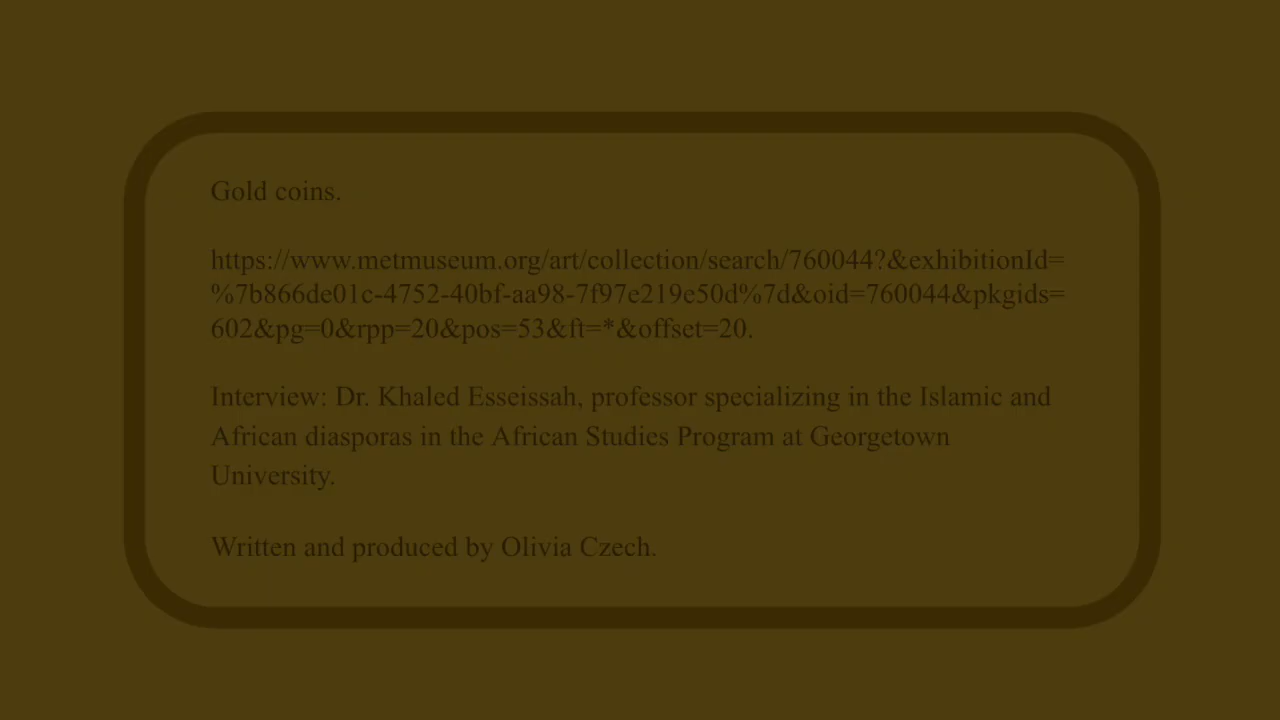 Gold coins.
https://www.metmuseum.org/art/collection/search/760044?&exhibitionId=
%7b866de01c-4752-40bf-aa98-7f97e219e50d%7d&oid=760044&pkgids=
602&pg=0&rpp=20&pos=53&ft=*&offset=20.
Interview: Dr. Khaled Esseissah, professor specializing in the Islamic and
African diasporas in the African Studies Program at Georgetown
University.
Written and produced by Olivia Czech.